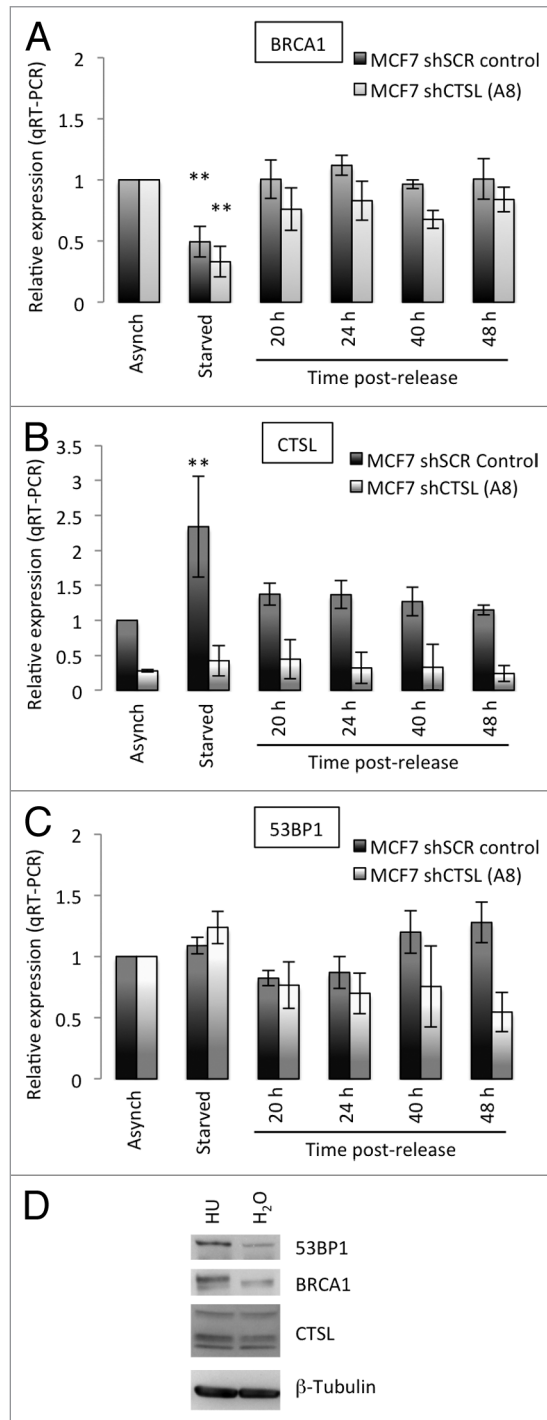 A
BRCA1
MCF7 shSCR control
MCF7 shCTSL (A8)
Relative expression (qRT-PCR)
2
1.5
1
0.5
0
**
**
Asynch
Starved
20 h
24 h
40 h
48 h
Time post-release
B
CTSL
MCF7 shSCR Control
MCF7 shCTSL (A8)
Relative expression (qRT-PCR)
3.5
3
2.5
2
1.5
1
0.5
0
**
Asynch
Starved
20 h
24 h
40 h
48 h
Time post-release
C
53BP1
MCF7 shSCR control
MCF7 shCTSL (A8)
Relative expression (qRT-PCR)
2
1.5
1
0.5
0
Asynch
Starved
20 h
24 h
40 h
48 h
Time post-release
D
HU
H₂O
53BP1
BRCA1
CTSL
β-Tubulin